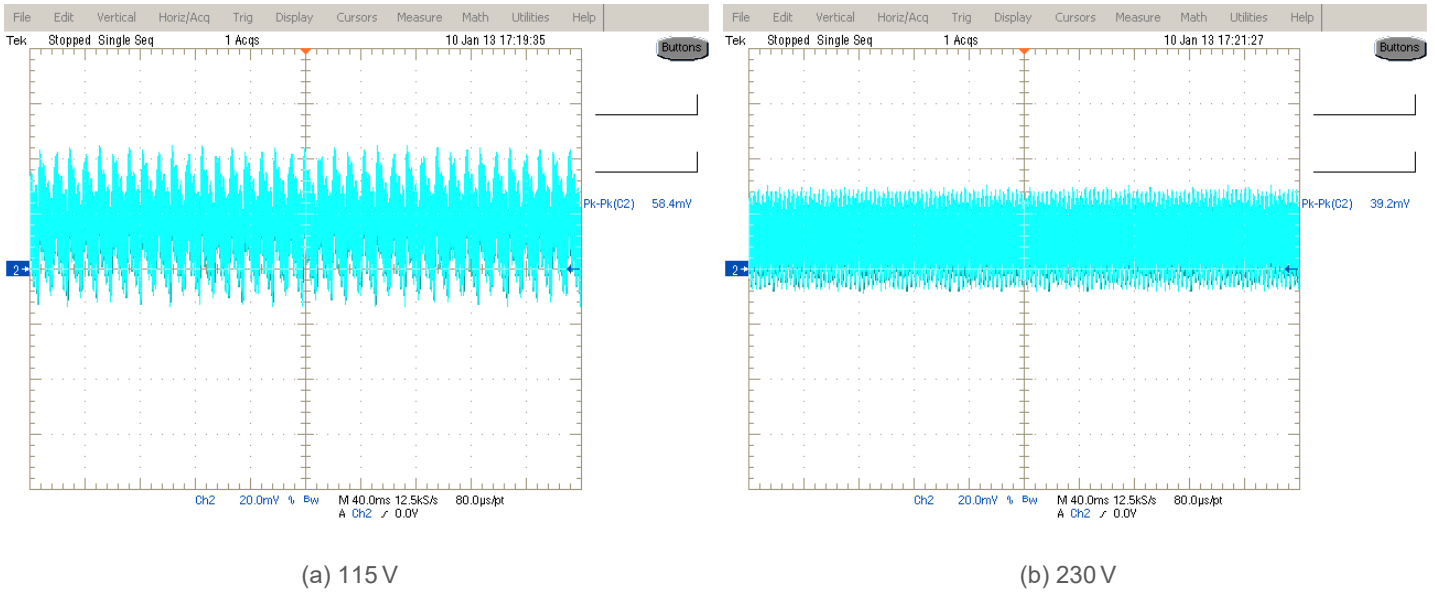 File Edit Vertical Horiz/Acq Trig Display Cursors Measure Math Utilities Help
Tek Stopped Single Seq 1 Acqs 10 Jan 13 17:19:35 Buttons
Pk-Pk(C2) 58.4mV
2
Ch2 20.0mV Bw M 40.0ms 12.5kS/s 80.0µs/pt
A Ch2 0.0V
(a) 115 V
File Edit Vertical Horiz/Acq Trig Display Cursors Measure Math Utilities Help
Tek Stopped Single Seq 1 Acqs 10 Jan 13 17:21:27 Buttons
Pk-Pk(C2) 39.2mV
2
Ch2 20.0mV Bw M 40.0ms 12.5kS/s 80.0µs/pt
A Ch2 0.0V
(b) 230 V